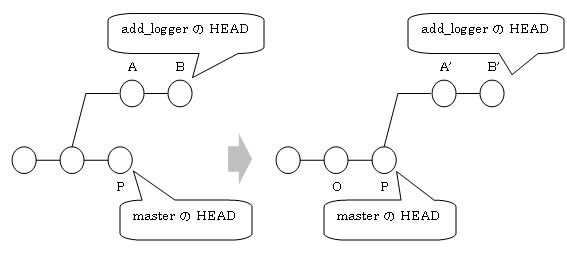 add_logger の HEAD
add_logger の HEAD
A
B
A'
B'
P
O
P
master の HEAD
master の HEAD